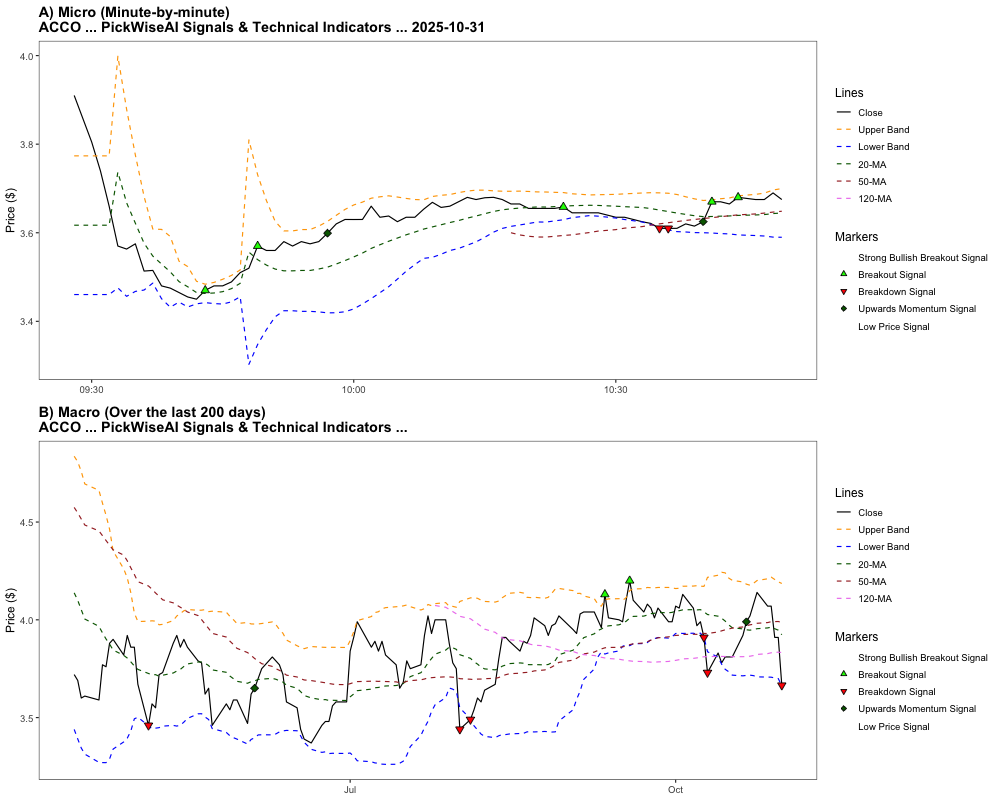 A) Micro (Minute-by-minute)
ACCO ... PickWiseAI Signals & Technical Indicators ... 2025-10-31
4.0
3.8
3.6
3.4
Price ($)
09:30
10:00
10:30
Lines
Close
Upper Band
Lower Band
20-MA
50-MA
120-MA
Markers
Strong Bullish Breakout Signal
Breakout Signal
Breakdown Signal
Upwards Momentum Signal
Low Price Signal
B) Macro (Over the last 200 days)
ACCO ... PickWiseAI Signals & Technical Indicators ...
4.5
4.0
3.5
Price ($)
Jul
Oct
Lines
Close
Upper Band
Lower Band
20-MA
50-MA
120-MA
Markers
Strong Bullish Breakout Signal
Breakout Signal
Breakdown Signal
Upwards Momentum Signal
Low Price Signal